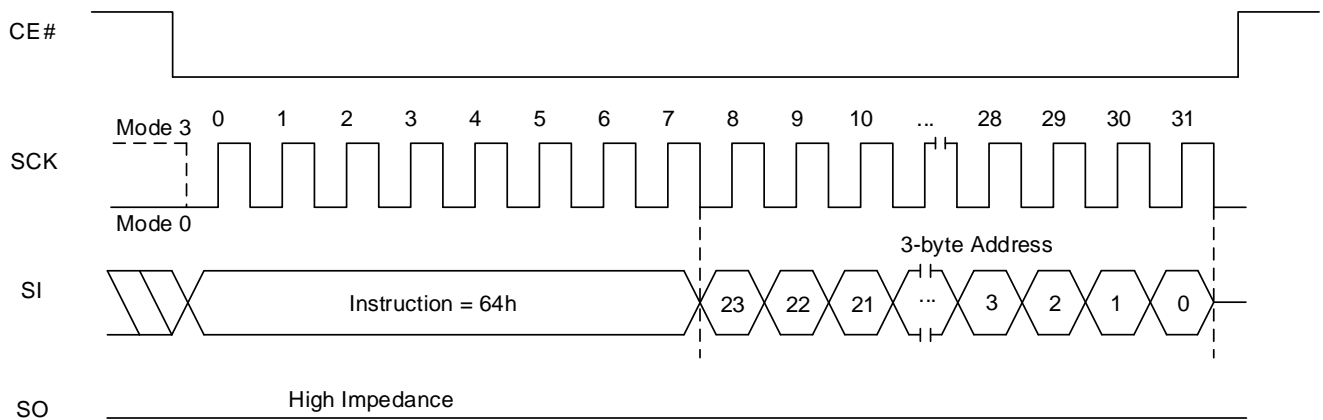 CE#
0 1 2 3 4 5 6 7 8 9 10 ... 28 29 30 31
Mode 3
SCK
Mode 0
3-byte Address
SI
Instruction = 64h 23 22 21 ... 3 2 1 0
High Impedance
SO